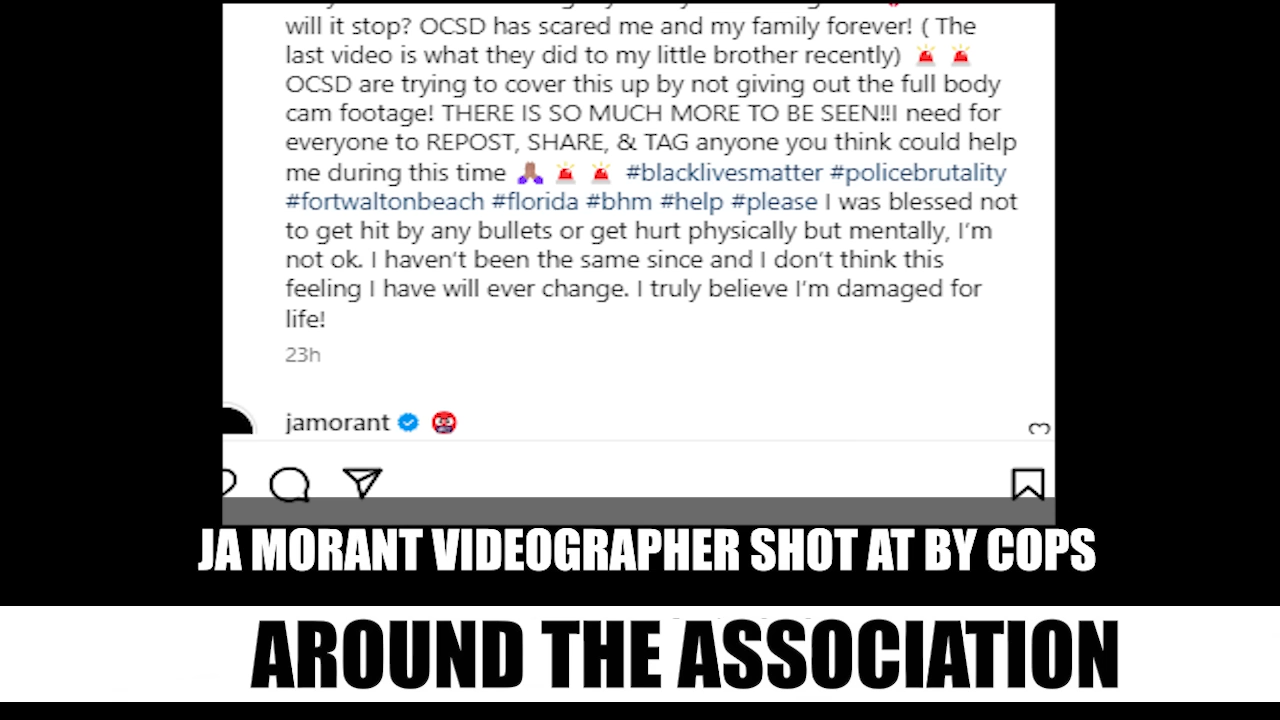 will it stop? OCSD has scared me and my family forever! ( The
last video is what they did to my little brother recently) 🚨 🚨
OCSD are trying to cover this up by not giving out the full body
cam footage! THERE IS SO MUCH MORE TO BE SEEN!!I need for
everyone to REPOST, SHARE, & TAG anyone you think could help
me during this time 🙏🏽 🚨 🚨 #blacklivesmatter #policebrutality
#fortwaltonbeach #florida #bhm #help #please I was blessed not
to get hit by any bullets or get hurt physically but mentally, I'm
not ok. I haven't been the same since and I don't think this
feeling I have will ever change. I truly believe I'm damaged for
life!
23h
jamorant
JA MORANT VIDEOGRAPHER SHOT AT BY COPS
AROUND THE ASSOCIATION